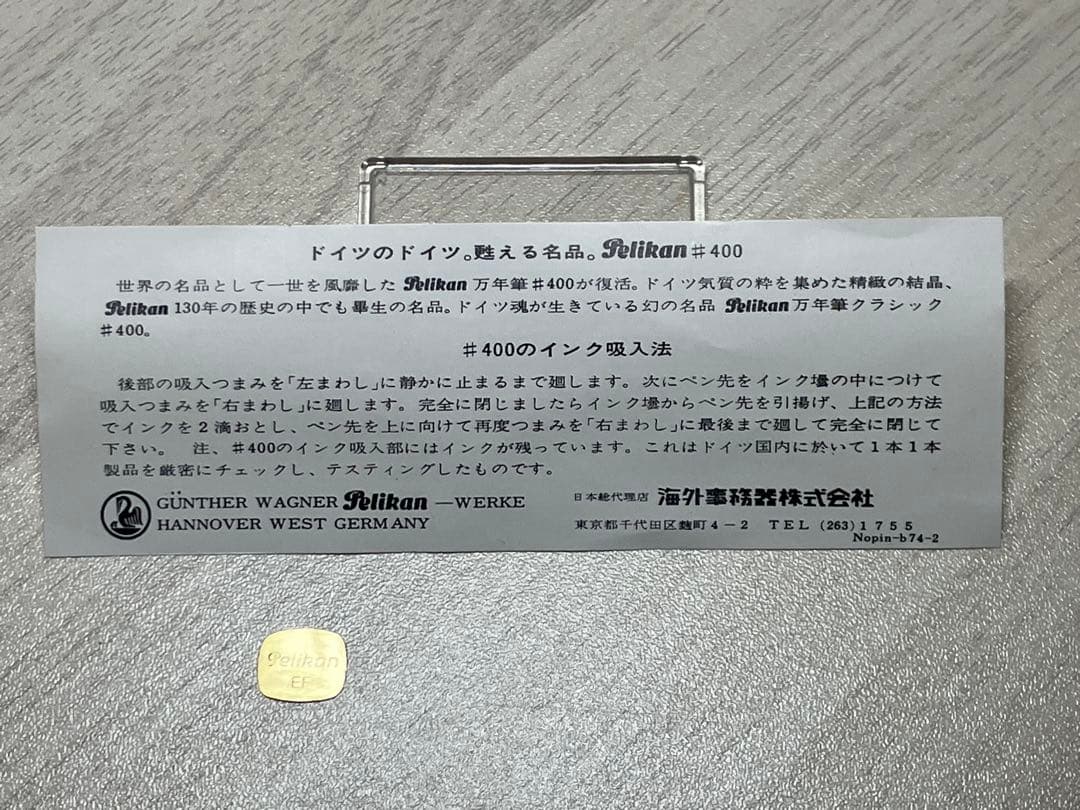 ドイツのドイツ。甦える名品。Pelikan #400
世界の名品として一世を風靡した Pelikan 万年筆#400が復活。ドイツ気質の粋を集めた精緻の結晶、
Pelikan 130年の歴史の中でも畢生の名品。ドイツ魂が生きている幻の名品 Pelikan 万年筆クラシック
#400。
#400のインク吸入法
後部の吸入つまみを「左まわし」に静かに止まるまで廻します。次にペン先をインク壜の中につけて
吸入つまみを「右まわし」に廻します。完全に閉じましたらインク壜からペン先を引揚げ、上記の方法
でインクを2滴おとし、ペン先を上に向けて再度つまみを「右まわし」に最後まで廻して完全に閉じて
下さい。 注、#400のインク吸入部にはインクが残っています。これはドイツ国内に於いて1本1本
製品を厳密にチェックし、テスティングしたものです。
GÜNTHER WAGNER Pelikan —WERKE
HANNOVER WEST GERMANY
日本総代理店 海外事務器株式会社
東京都千代田区麹町4－2 TEL (263) 1755
Nopin-b74-2
Pelikan
EF